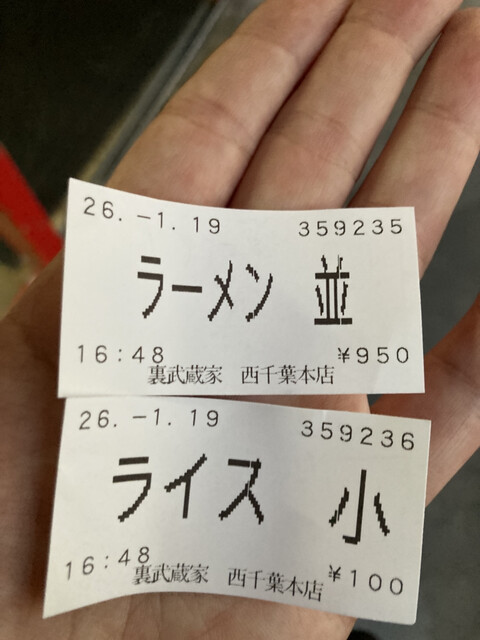 26.-1.19 359235
ラーメン 並
16:48 ¥950
裏武蔵家 西千葉本店
26.-1.19 359236
ライス 小
16:48 ¥100
裏武蔵家 西千葉本店